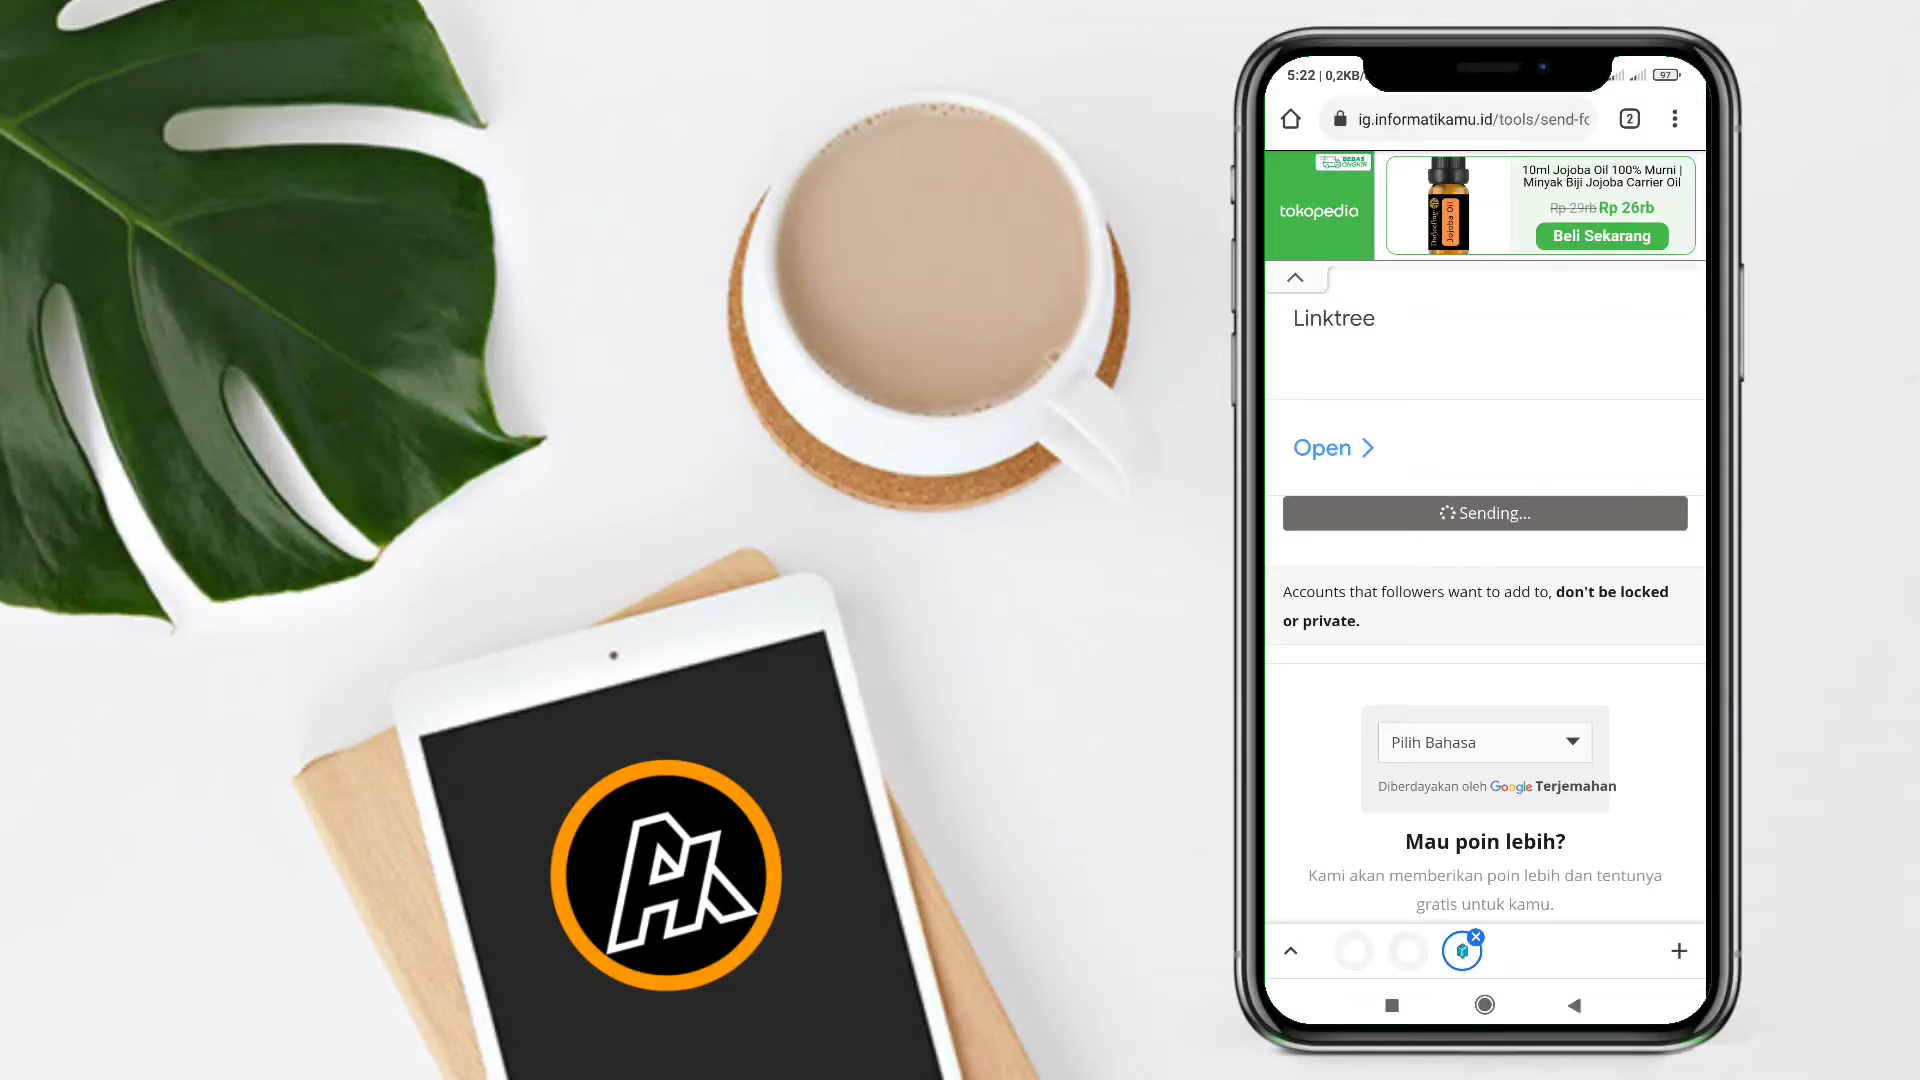 5:22 | 0,2KB/
97
ig.informatikamu.id/tools/send-fo
2
BEBAS
ONGKIR
tokopedia
10ml Jojoba Oil 100% Murni |
Minyak Biji Jojoba Carrier Oil
Rp 29rb Rp 26rb
Beli Sekarang
Jojoba Oil
Linktree
Open
Sending...
Accounts that followers want to add to, don't be locked
or private.
Pilih Bahasa
Diberdayakan oleh Google Terjemahan
Mau poin lebih?
Kami akan memberikan poin lebih dan tentunya
gratis untuk kamu.